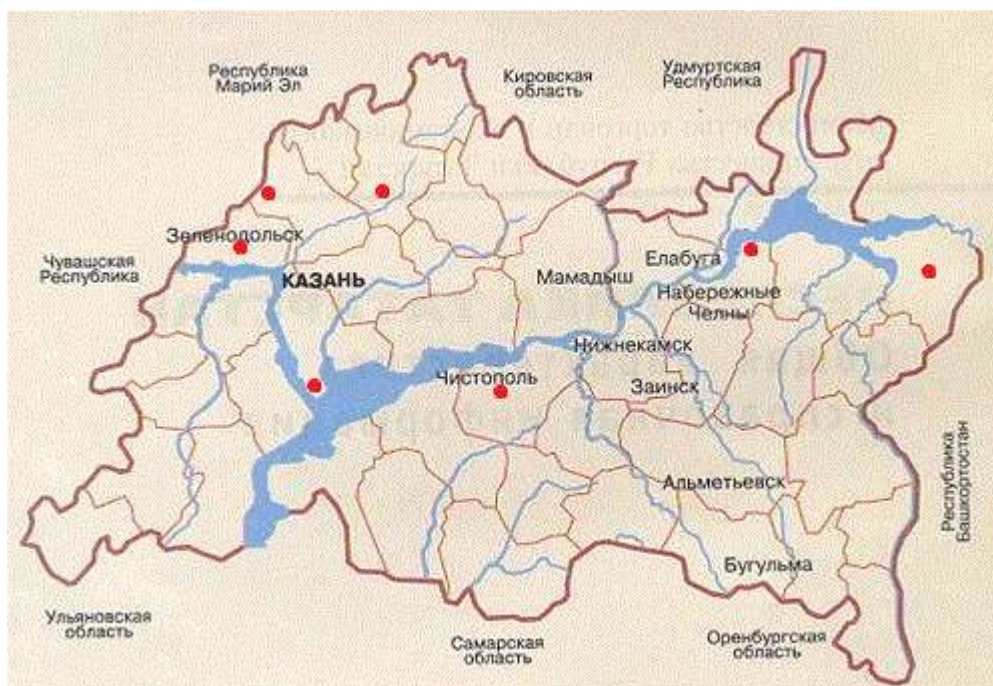 Республика
Марий Эл
Кировская
область
Удмуртская
Республика
Зеленодольск
Чувашская
Республика
КАЗАНЬ
Мамадыш
Елабуга
Набережные
Челны
Нижнекамск
Чистополь
Заинск
Альметьевск
Республика
Башкортостан
Бугульма
Ульяновская
область
Самарская
область
Оренбургская
область